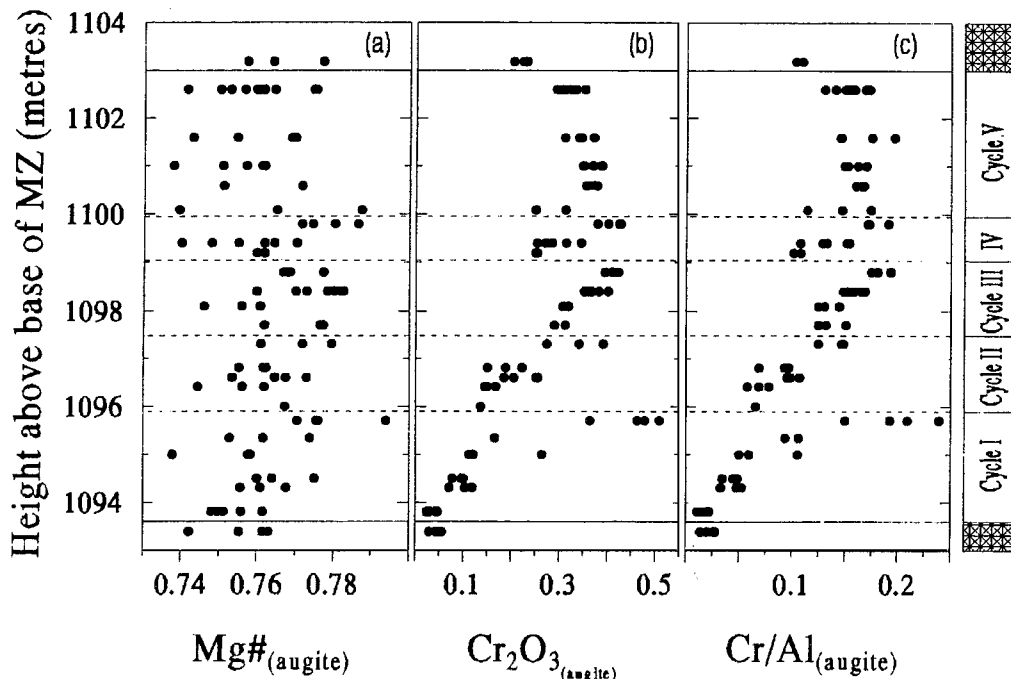 Height above base of MZ (metres)
1104
1102
1100
1098
1096
1094
(a)
(b)
(c)
Cycle V
IV
Cycle III
Cycle II
Cycle I
0.74 0.76 0.78
0.1 0.3 0.5
0.1 0.2
Mg#(augite)
Cr2O3(augite)
Cr/Al(augite)